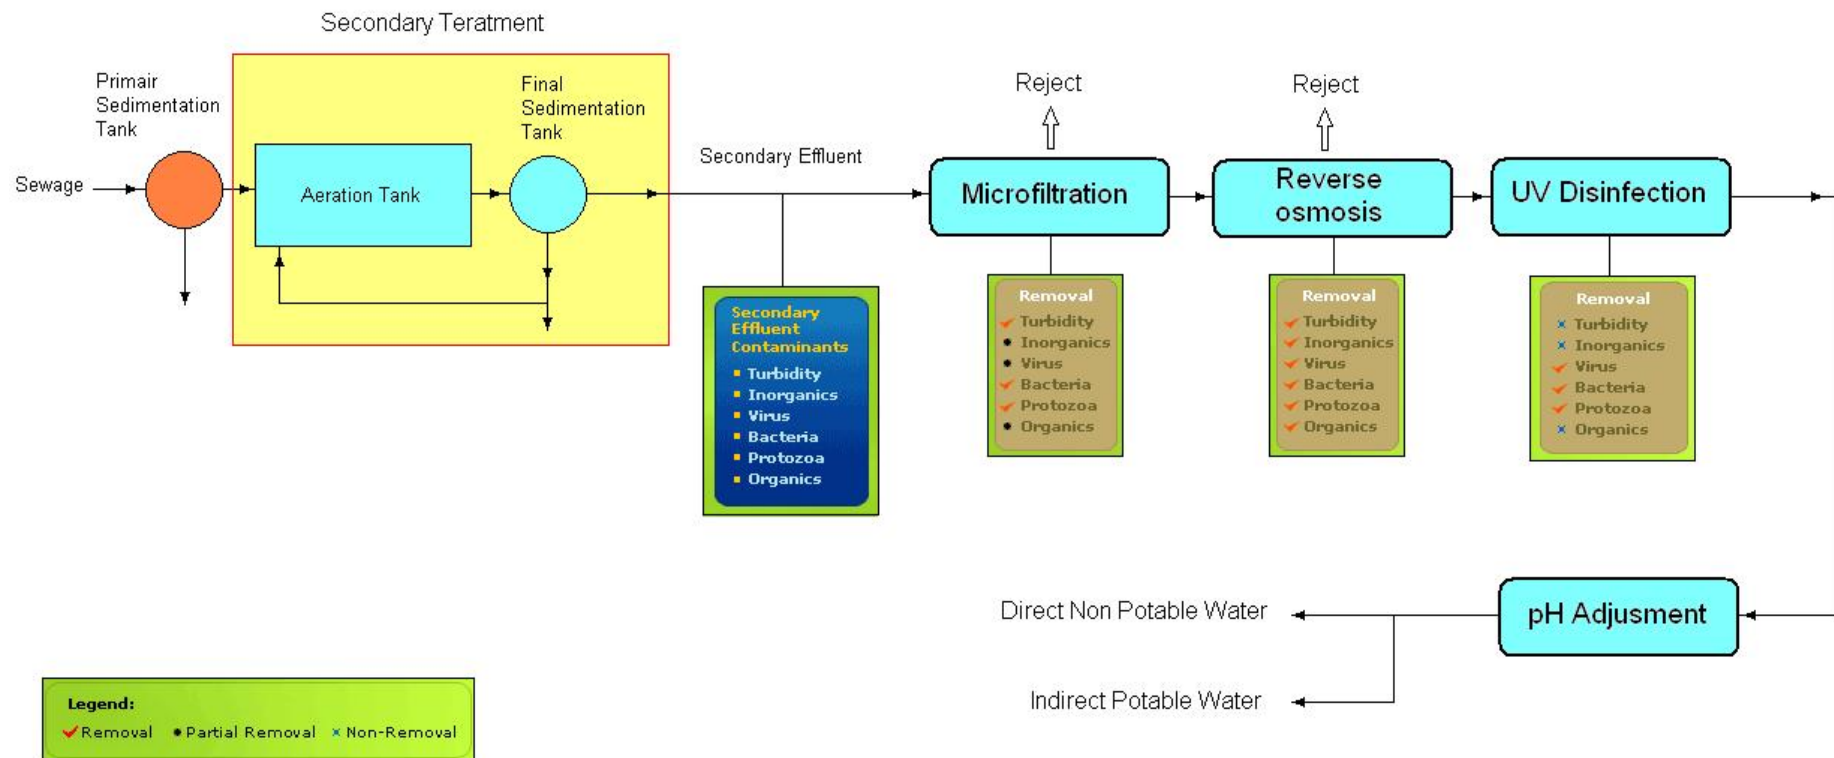 Secondary Teratment
Primair
Sedimentation
Tank
Final
Sedimentation
Tank
Reject
Reject
Sewage
Aeration Tank
Secondary Effluent
Microfiltration
Reverse
osmosis
UV Disinfection
Secondary
Effluent
Contaminants
Turbidity
Inorganics
Virus
Bacteria
Protozoa
Organics
Removal
Turbidity
Inorganics
Virus
Bacteria
Protozoa
Organics
Removal
Turbidity
Inorganics
Virus
Bacteria
Protozoa
Organics
Removal
Turbidity
Inorganics
Virus
Bacteria
Protozoa
Organics
Direct Non Potable Water
pH Adjusment
Indirect Potable Water
Legend:
Removal Partial Removal Non-Removal